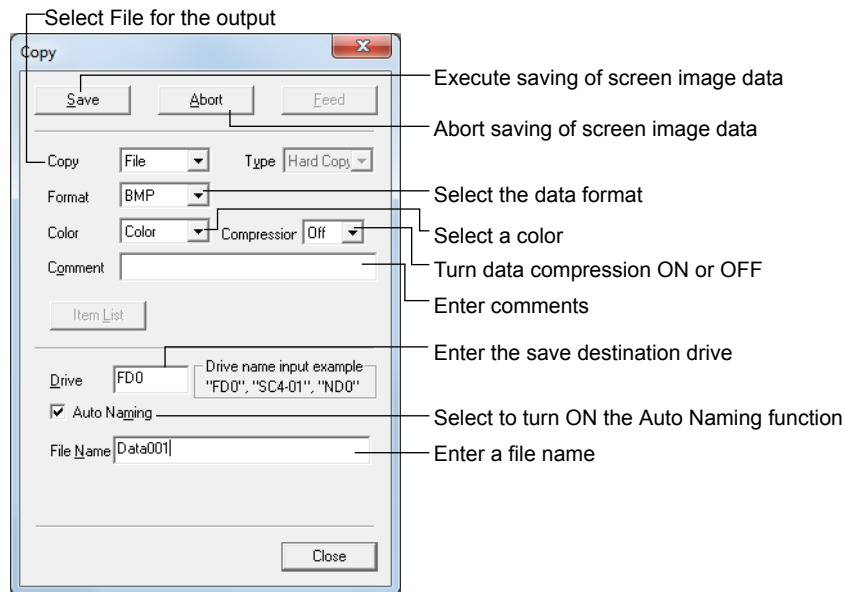 Select File for the output
Copy
Save Abort Feed
Execute saving of screen image data
Abort saving of screen image data
Copy File Type Hard Copy
Format BMP
Select the data format
Color Color Compressior Off
Select a color
Turn data compression ON or OFF
Comment
Enter comments
Item List
Enter the save destination drive
Drive FD0 Drive name input example
"FD0", "SC4-01", "ND0"
Auto Naming
Select to turn ON the Auto Naming function
File Name Data001
Enter a file name
Close